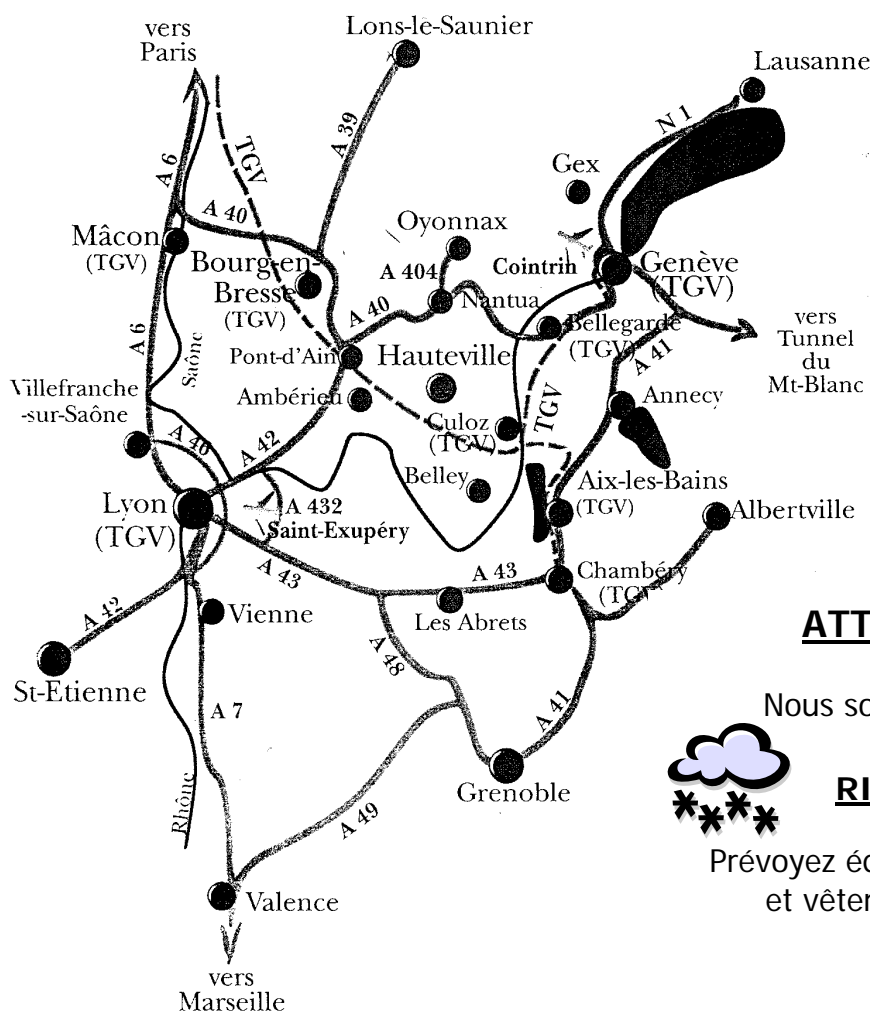 vers
Paris
Lons-le-Saunier
Lausanne
N 1
A 39
TGV
A 6
Gex
A 40
Oyonnax
Mâcon
(TGV)
Bourg-en-
Bresse
(TGV)
A 404
Cointrin
Genève
(TGV)
Nantua
A 40
Bellegarde
(TGV)
vers
Tunnel
du
Mt-Blanc
A 6
Saône
Pont-d'Ain
Hauteville
A 41
Villefranche
-sur-Saône
Ambérieu
Annecy
TGV
Culoz
(TGV)
A 46
A 42
Belley
Aix-les-Bains
(TGV)
Lyon
(TGV)
A 432
Saint-Exupéry
Albertville
A 43
A 43
Chambéry
(TGV)
A 42
Vienne
Les Abrets
St-Etienne
A 48
A 7
A 41
Grenoble
Rhône
A 49
Valence
vers
Marseille
ATT
Nous so
RI
Prévoyez
et